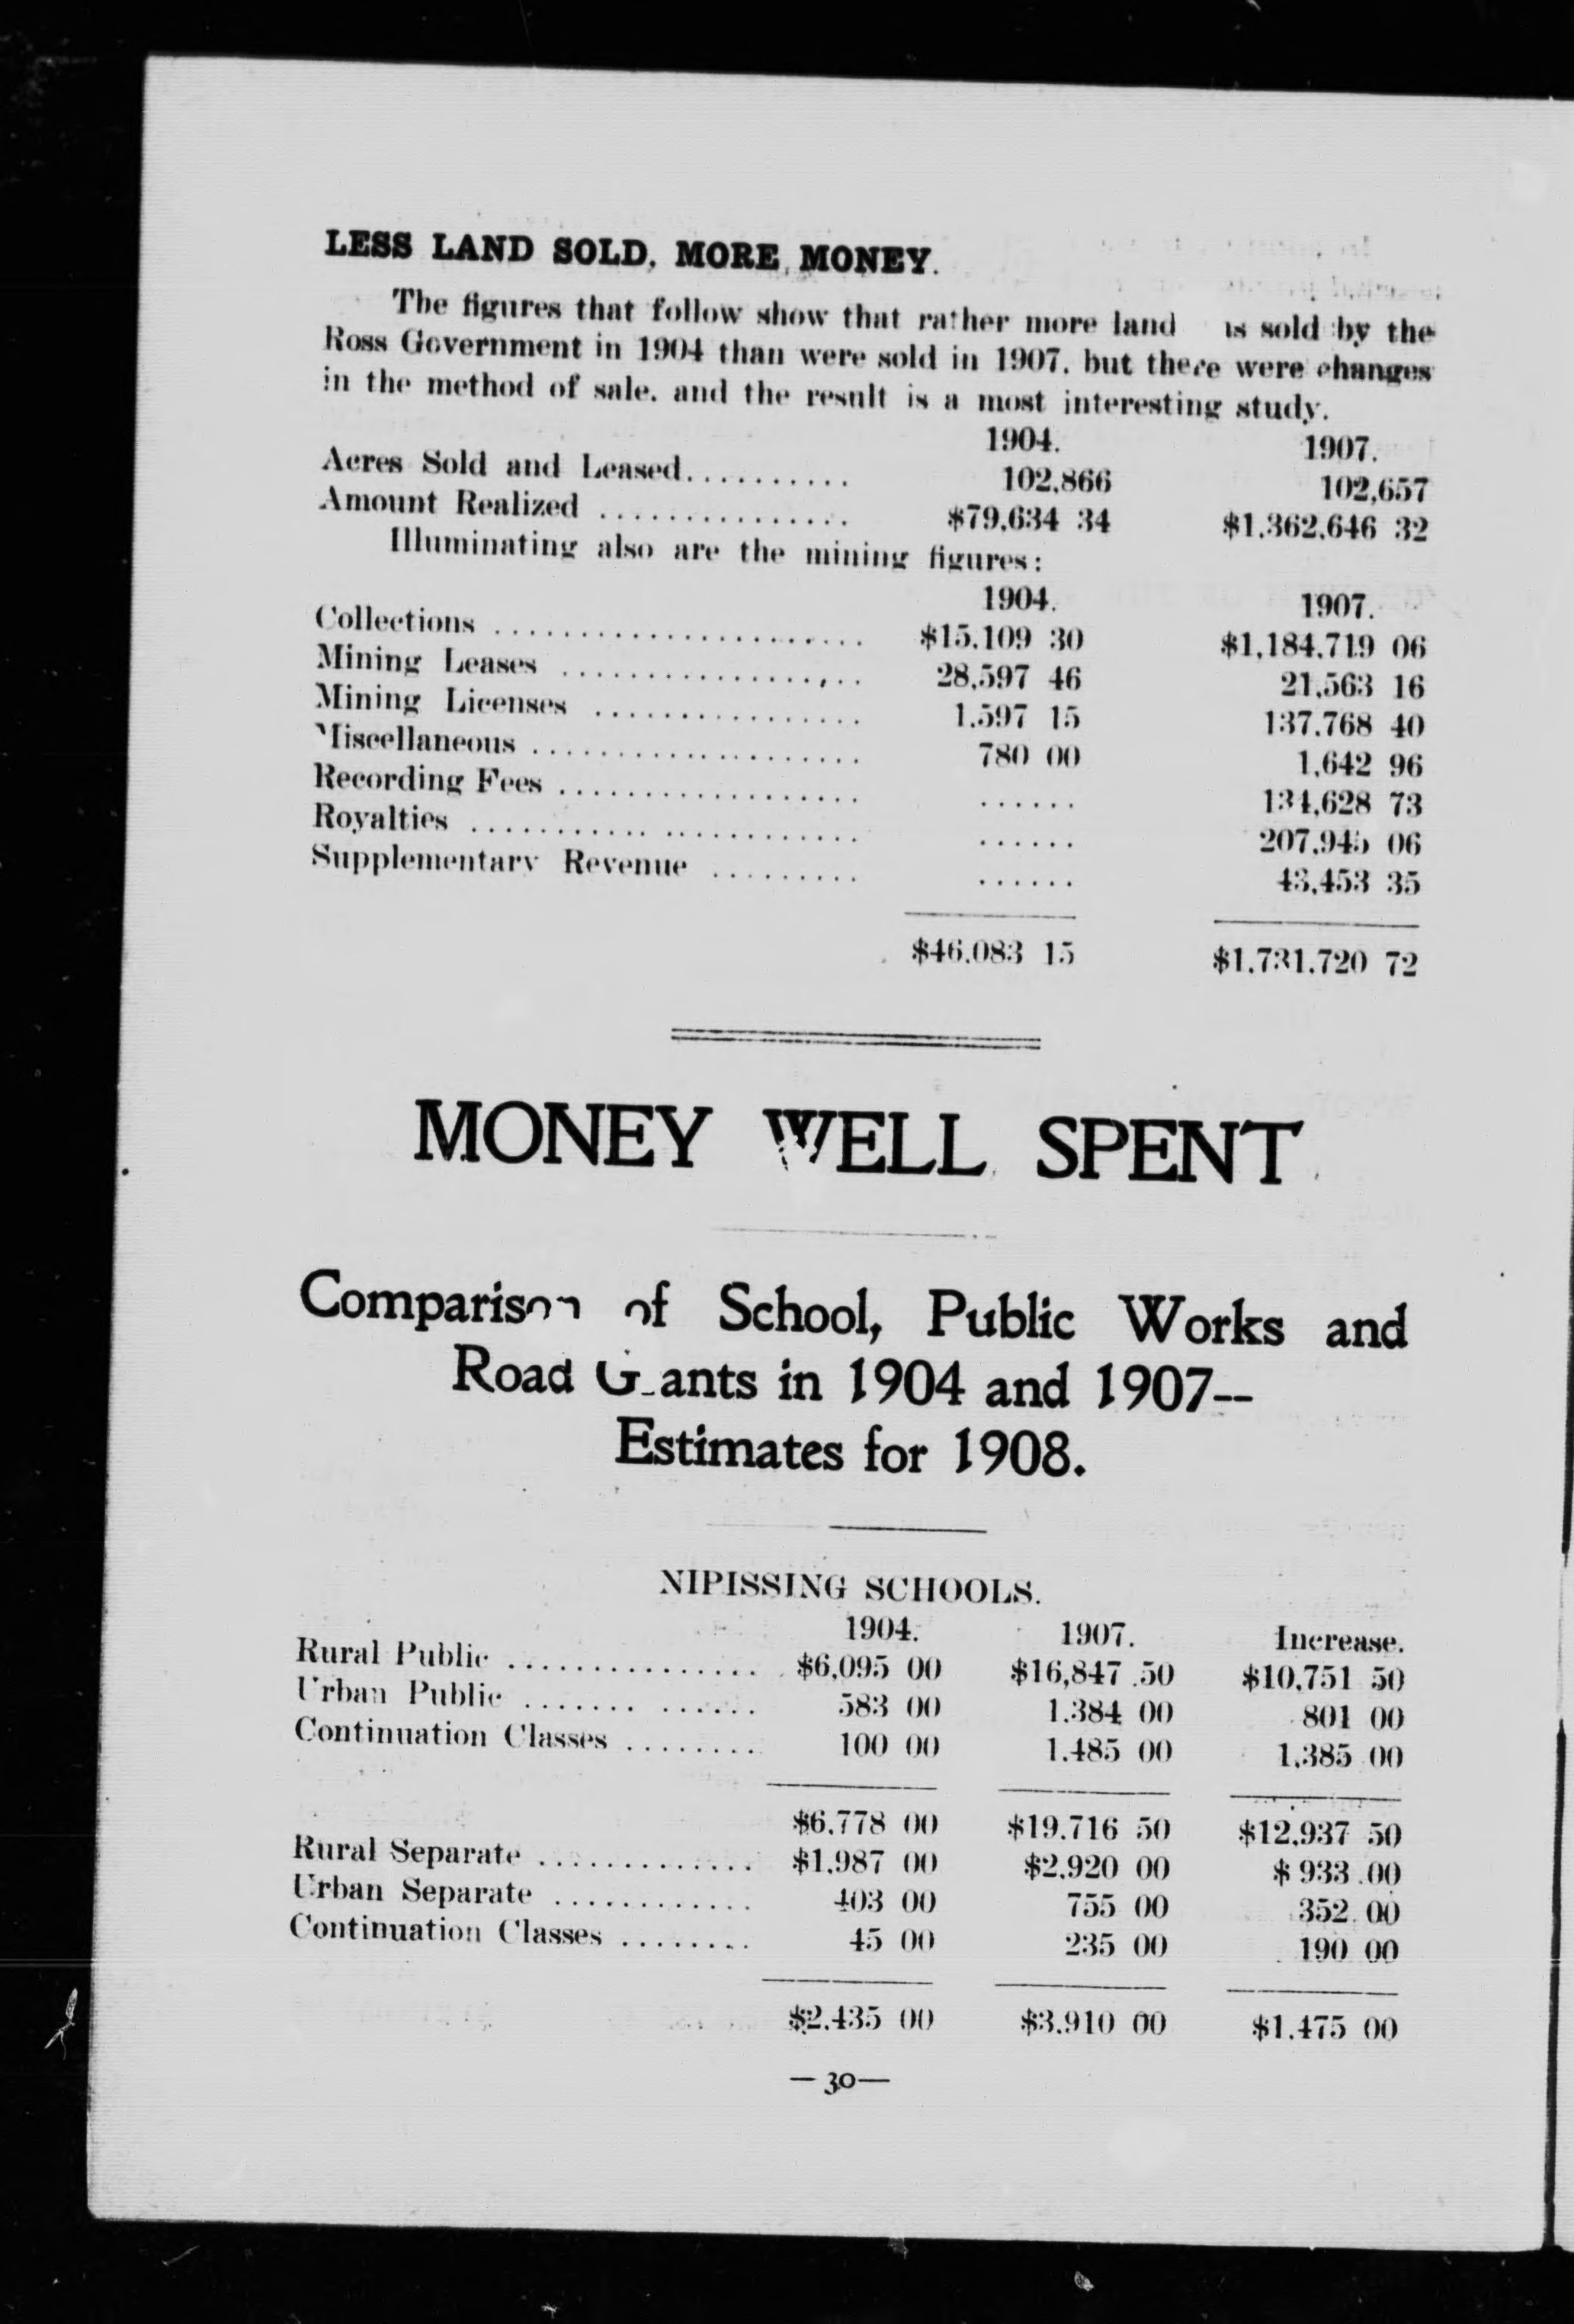 LESS LAND SOLD, MORE MONEY.
The figures that follow show that rather more land is sold by the
Ross Government in 1904 than were sold in 1907, but there were changes
in the method of sale, and the result is a most interesting study.
1904. 1907.
Acres Sold and Leased.......... 102,866 102,657
Amount Realized ............... $79,634 34 $1,362,646 32
Illuminating also are the mining figures:
1904. 1907.
Collections ...................... $15,109 30 $1,184,719 06
Mining Leases .................. 28,597 46 21,563 16
Mining Licenses ................ 1,597 15 137,768 40
Miscellaneous .................... 780 00 1,642 96
Recording Fees .................. ...... 134,628 73
Royalties ....................... ...... 207,945 06
Supplementary Revenue ......... ...... 43,453 35
$46,083 15 $1,731,720 72
MONEY WELL SPENT
Comparison of School, Public Works and
Road Grants in 1904 and 1907--
Estimates for 1908.
NIPISSING SCHOOLS.
1904. 1907. Increase.
Rural Public ............... $6,095 00 $16,847 50 $10,751 50
Urban Public ....... ...... 583 00 1,384 00 801 00
Continuation Classes ........ 100 00 1,485 00 1,385 00
$6,778 00 $19,716 50 $12,937 50
Rural Separate ............. $1,987 00 $2,920 00 $ 933 00
Urban Separate ............ 403 00 755 00 352 00
Continuation Classes ........ 45 00 235 00 190 00
$2,435 00 $3,910 00 $1,475 00
—30—